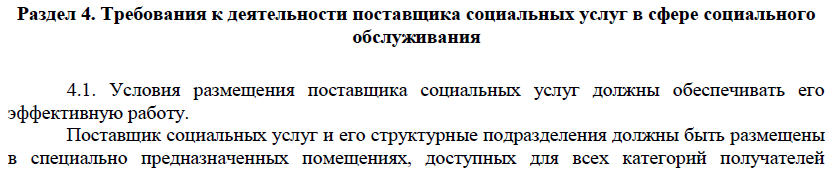 Раздел 4. Требования к деятельности поставщика социальных услуг в сфере социального
обслуживания
4.1. Условия размещения поставщика социальных услуг должны обеспечивать его
эффективную работу.
Поставщик социальных услуг и его структурные подразделения должны быть размещены
в специально предназначенных помещениях, доступных для всех категорий получателей